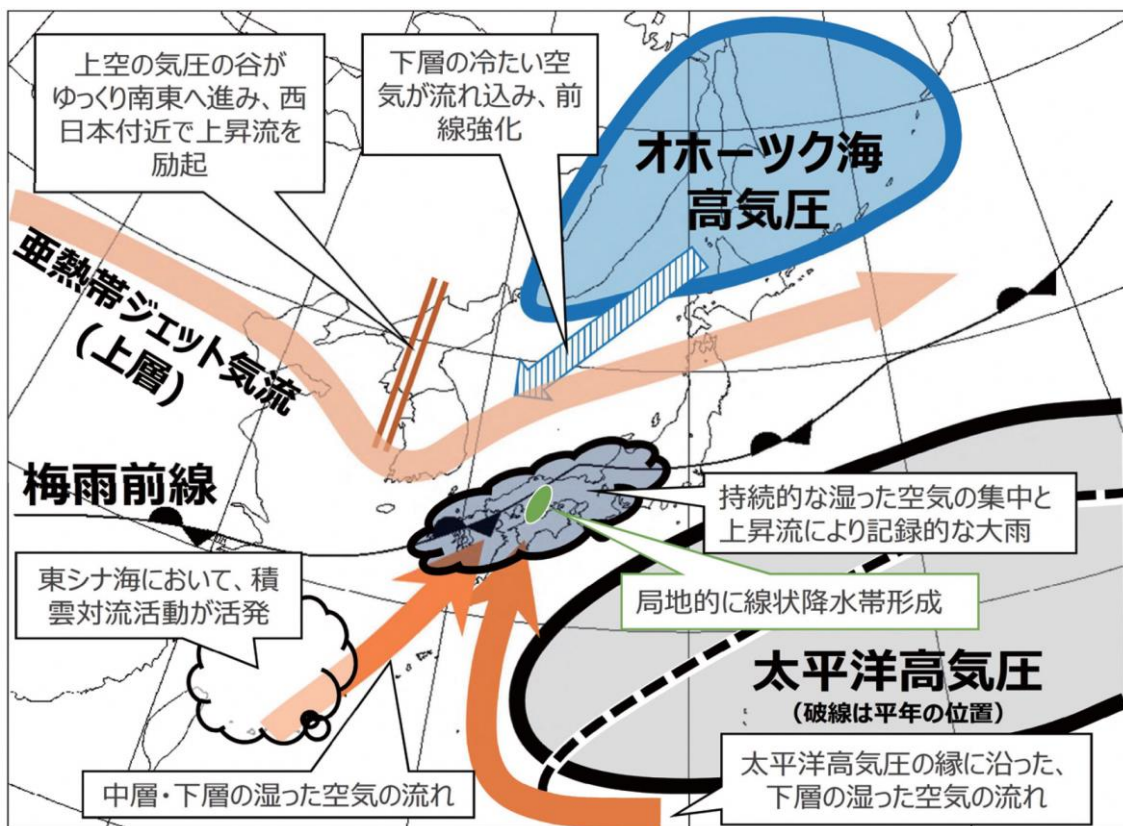 上空の気圧の谷が
ゆっくり南東へ進み、西
日本付近で上昇流を
励起
下層の冷たい空
気が流れ込み、前
線強化
オホーツク海
高気圧
亜熱帯ジェット気流
(上層)
梅雨前線
持続的な湿った空気の集中と
上昇流により記録的な大雨
東シナ海において、積
雲対流活動が活発
局地的に線状降水帯形成
太平洋高気圧
(破線は平年の位置)
中層・下層の湿った空気の流れ
太平洋高気圧の縁に沿った、
下層の湿った空気の流れ